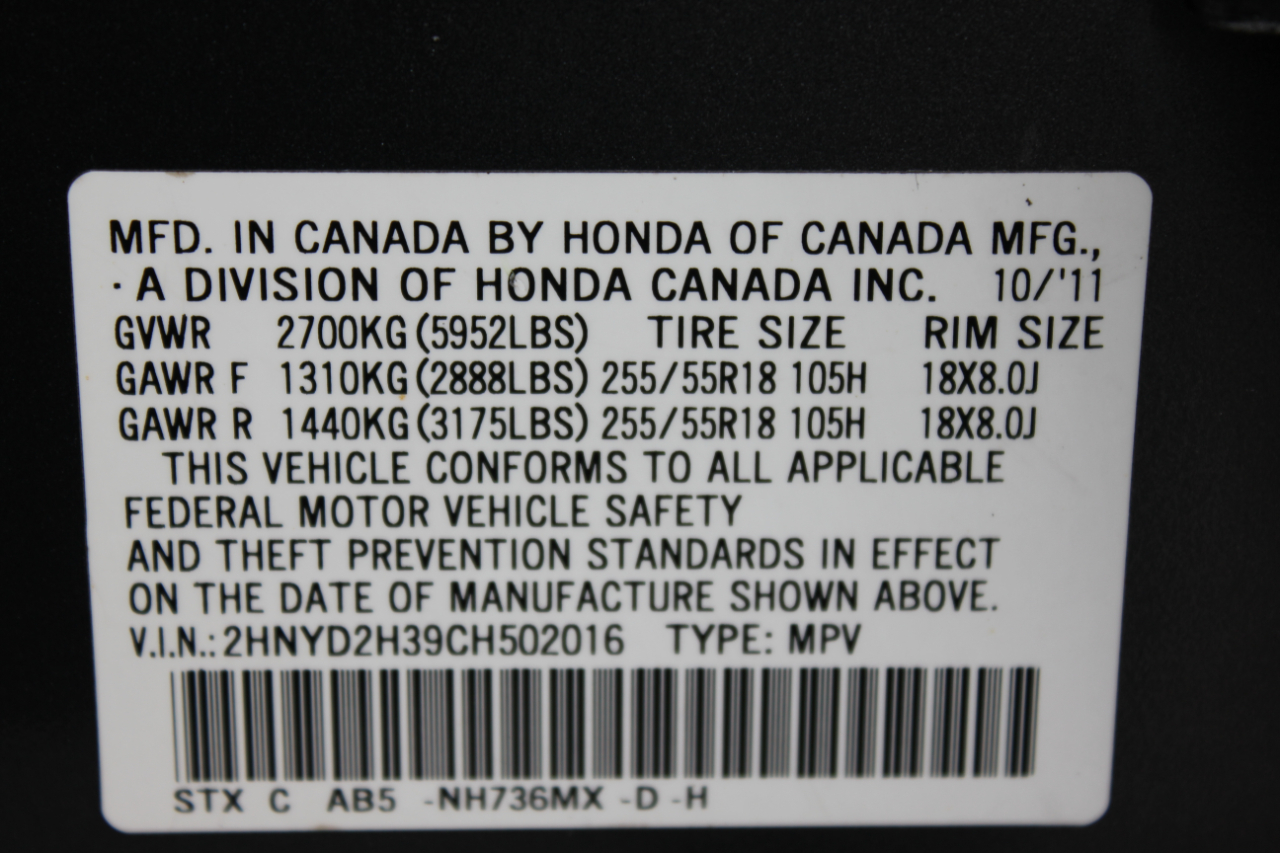 MFD. IN CANADA BY HONDA OF CANADA MFG.,
· A DIVISION OF HONDA CANADA INC. 10/'11
GVWR 2700KG (5952LBS) TIRE SIZE RIM SIZE
GAWR F 1310KG (2888LBS) 255/55R18 105H 18X8.0J
GAWR R 1440KG (3175LBS) 255/55R18 105H 18X8.0J
THIS VEHICLE CONFORMS TO ALL APPLICABLE
FEDERAL MOTOR VEHICLE SAFETY
AND THEFT PREVENTION STANDARDS IN EFFECT
ON THE DATE OF MANUFACTURE SHOWN ABOVE.
V.I.N.: 2HNYD2H39CH502016 TYPE: MPV
STX C AB5 -NH736MX -D -H